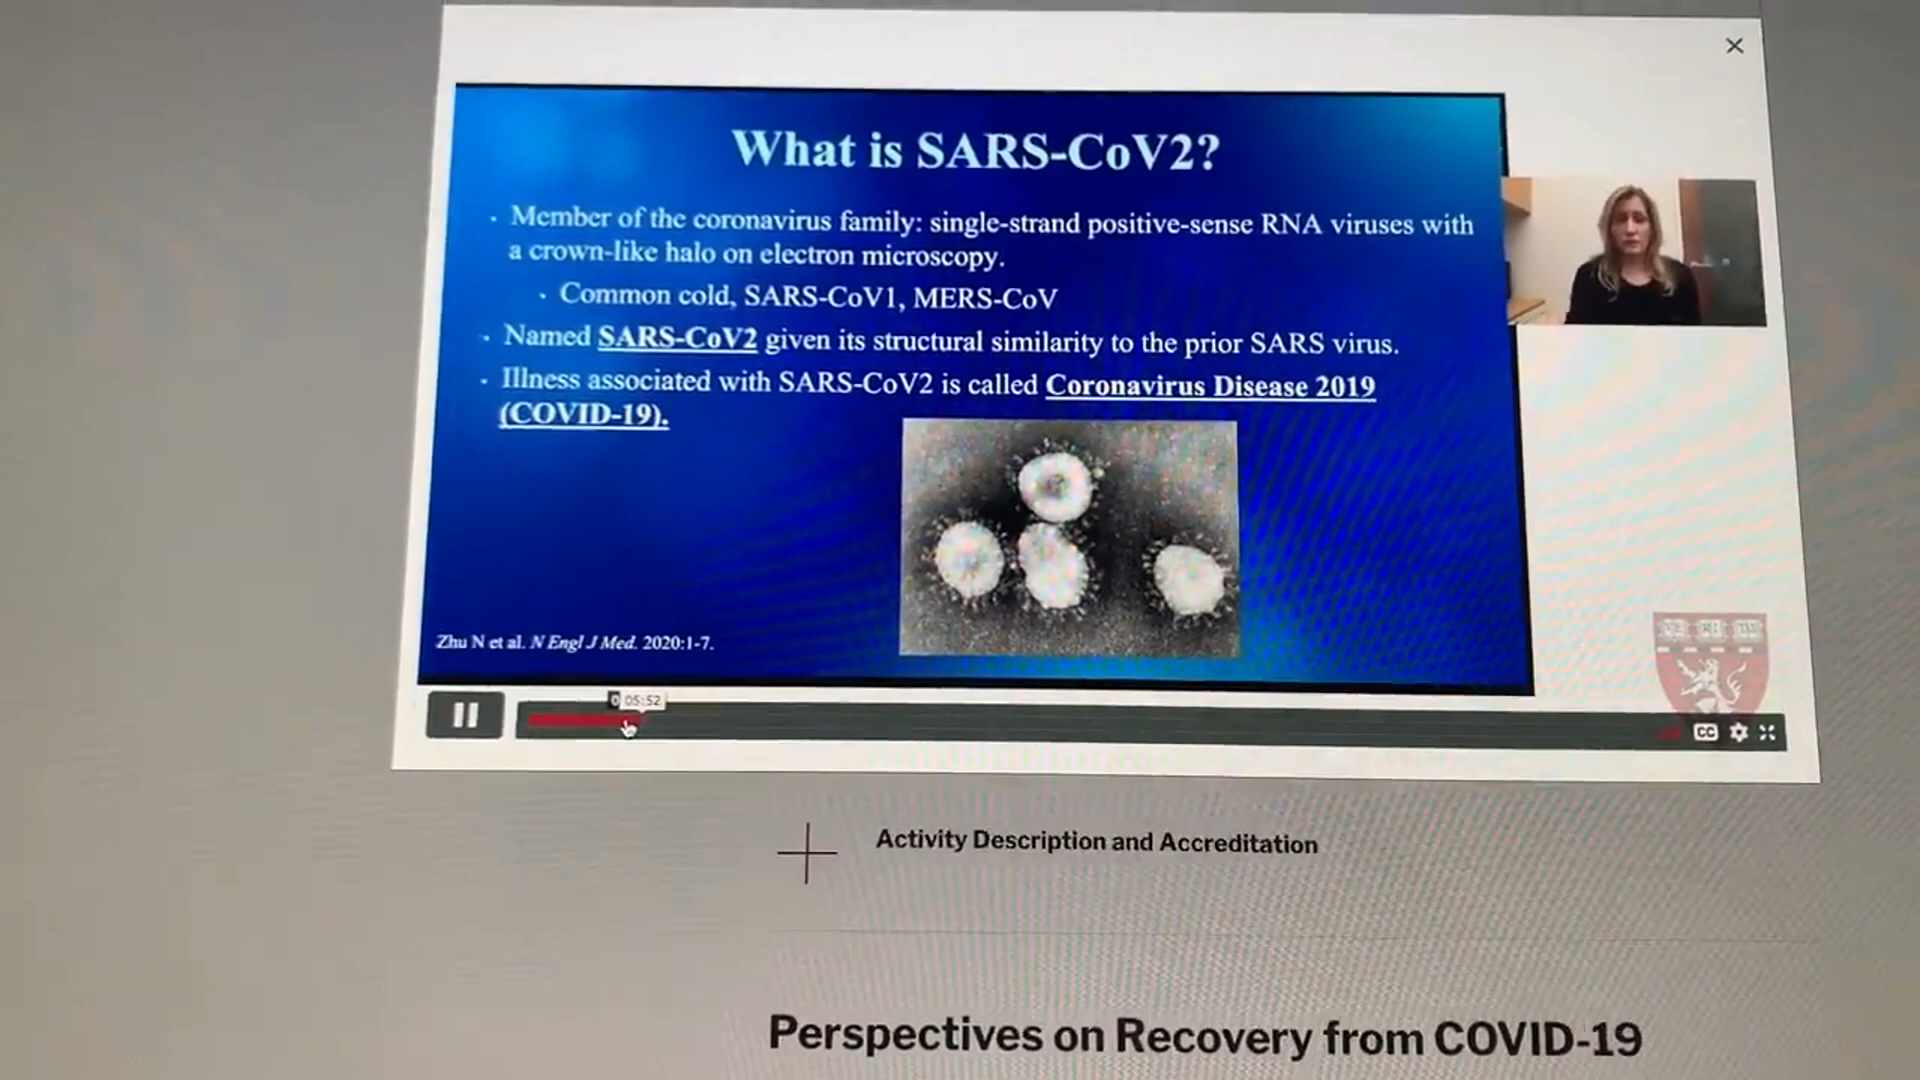 What is SARS-CoV2?
· Member of the coronavirus family: single-strand positive-sense RNA viruses with
a crown-like halo on electron microscopy.
· Common cold, SARS-CoV1, MERS-CoV
· Named SARS-CoV2 given its structural similarity to the prior SARS virus.
· Illness associated with SARS-CoV2 is called Coronavirus Disease 2019
(COVID-19).
Zhu N et al. N Engl J Med. 2020:1-7.
05:52
CC
Activity Description and Accreditation
Perspectives on Recovery from COVID-19